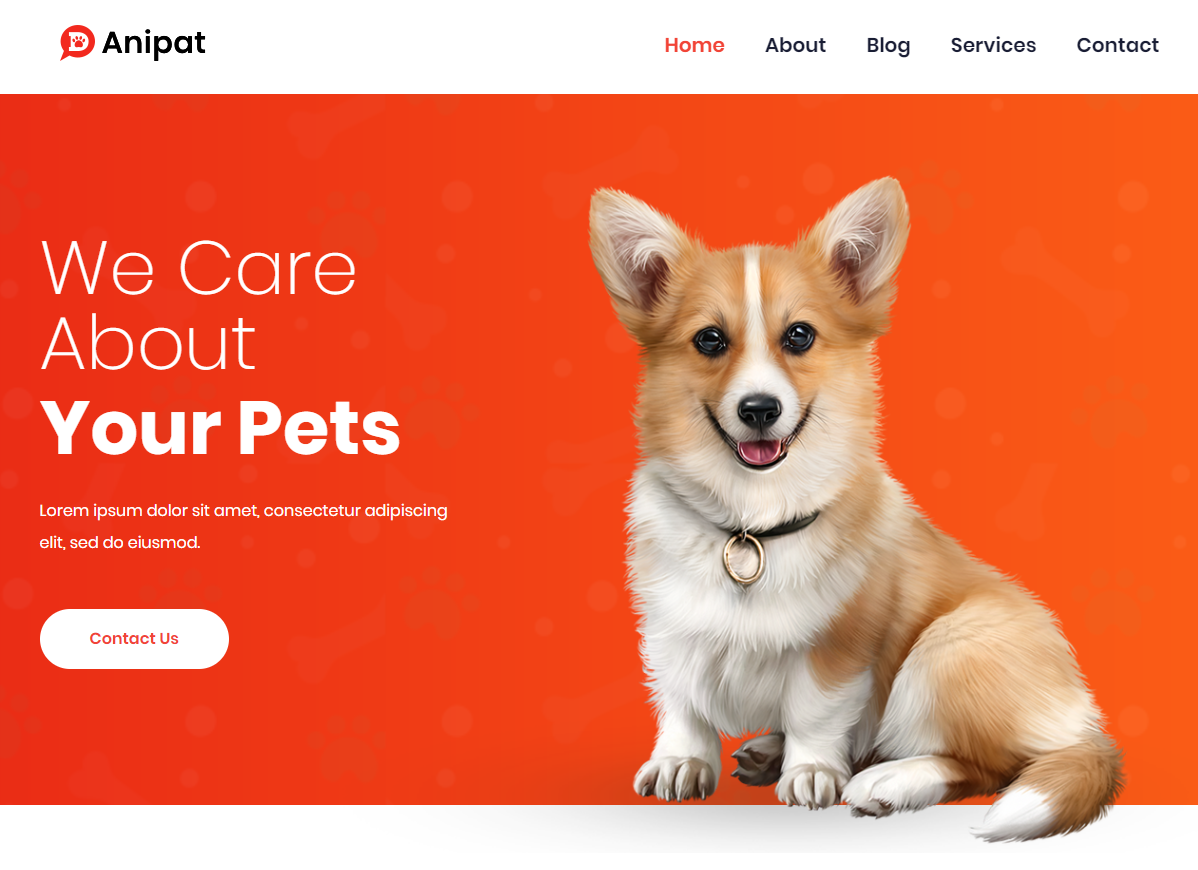 Anipat
Home About Blog Services Contact
We Care
About
Your Pets
Lorem ipsum dolor sit amet, consectetur adipiscing
elit, sed do eiusmod.
Contact Us